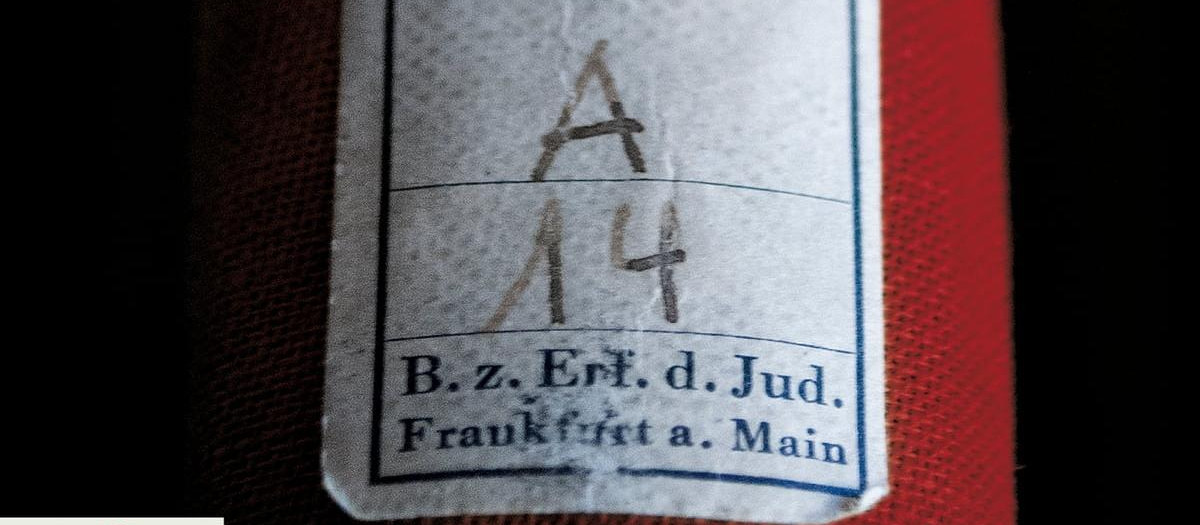 A
14
B. z. Erf. d. Jud.
Frankfurt a. Main